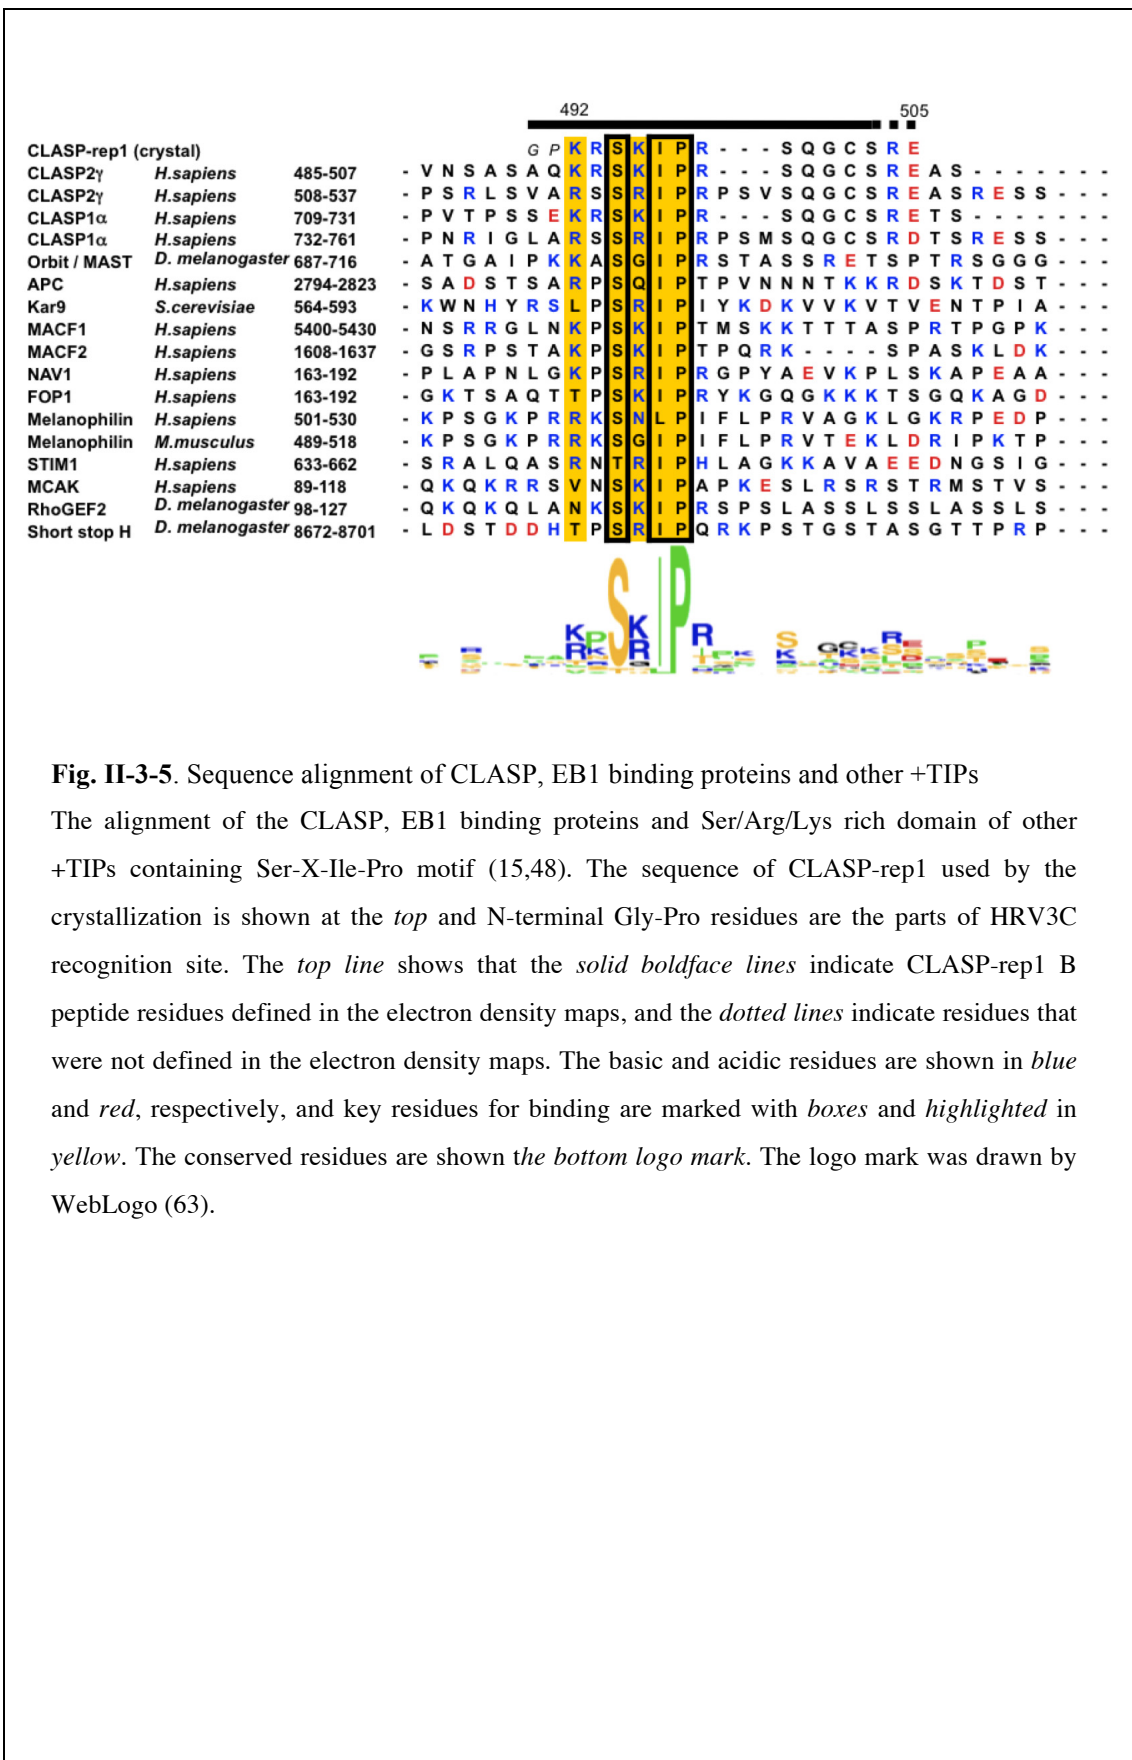 492 505
CLASP-rep1 (crystal) G P K R S K I P R - - - S Q G C S R E
CLASP2γ H.sapiens 485-507 - V N S A S A Q K R S K I P R - - - S Q G C S R E A S - - - - - - -
CLASP2γ H.sapiens 508-537 - P S R L S V A R S S R I P R P S V S Q G C S R E A S R E S S - - -
CLASP1α H.sapiens 709-731 - P V T P S S E K R S K I P R - - - S Q G C S R E T S - - - - - - -
CLASP1α H.sapiens 732-761 - P N R I G L A R S S R I P R P S M S Q G C S R D T S R E S S - - -
Orbit / MAST D. melanogaster 687-716 - A T G A I P K K A S G I P R S T A S S R E T S P T R S G G G - - -
APC H.sapiens 2794-2823 - S A D S T S A R P S Q I P T P V N N N T K K R D S K T D S T - - -
Kar9 S.cerevisiae 564-593 - K W N H Y R S L P S R I P I Y K D K V V K V T V E N T P I A - - -
MACF1 H.sapiens 5400-5430 - N S R R G L N K P S K I P T M S K K T T T A S P R T P G P K - - -
MACF2 H.sapiens 1608-1637 - G S R P S T A K P S K I P T P Q R K - - - - S P A S K L D K - - -
NAV1 H.sapiens 163-192 - P L A P N L G K P S R I P R G P Y A E V K P L S K A P E A A - - -
FOP1 H.sapiens 163-192 - G K T S A Q T T P S K I P R Y K G Q G K K K T S G Q K A G D - - -
Melanophilin H.sapiens 501-530 - K P S G K P R R K S N L P I F L P R V A G K L G K R P E D P - - -
Melanophilin M.musculus 489-518 - K P S G K P R R K S G I P I F L P R V T E K L D R I P K T P - - -
STIM1 H.sapiens 633-662 - S R A L Q A S R N T R I P H L A G K K A V A E E D N G S I G - - -
MCAK H.sapiens 89-118 - Q K Q K R R S V N S K I P A P K E S L R S R S T R M S T V S - - -
RhoGEF2 D. melanogaster 98-127 - Q K Q K Q L A N K S K I P R S P S L A S S L S S L A S S L S - - -
Short stop H D. melanogaster 8672-8701 - L D S T D D H T P S R I P Q R K P S T G S T A S G T T P R P - - -
K P S K I P R S R
R R
Fig. II-3-5. Sequence alignment of CLASP, EB1 binding proteins and other +TIPs
The alignment of the CLASP, EB1 binding proteins and Ser/Arg/Lys rich domain of other
+TIPs containing Ser-X-Ile-Pro motif (15,48). The sequence of CLASP-rep1 used by the
crystallization is shown at the top and N-terminal Gly-Pro residues are the parts of HRV3C
recognition site. The top line shows that the solid boldface lines indicate CLASP-rep1 B
peptide residues defined in the electron density maps, and the dotted lines indicate residues that
were not defined in the electron density maps. The basic and acidic residues are shown in blue
and red, respectively, and key residues for binding are marked with boxes and highlighted in
yellow. The conserved residues are shown the bottom logo mark. The logo mark was drawn by
WebLogo (63).